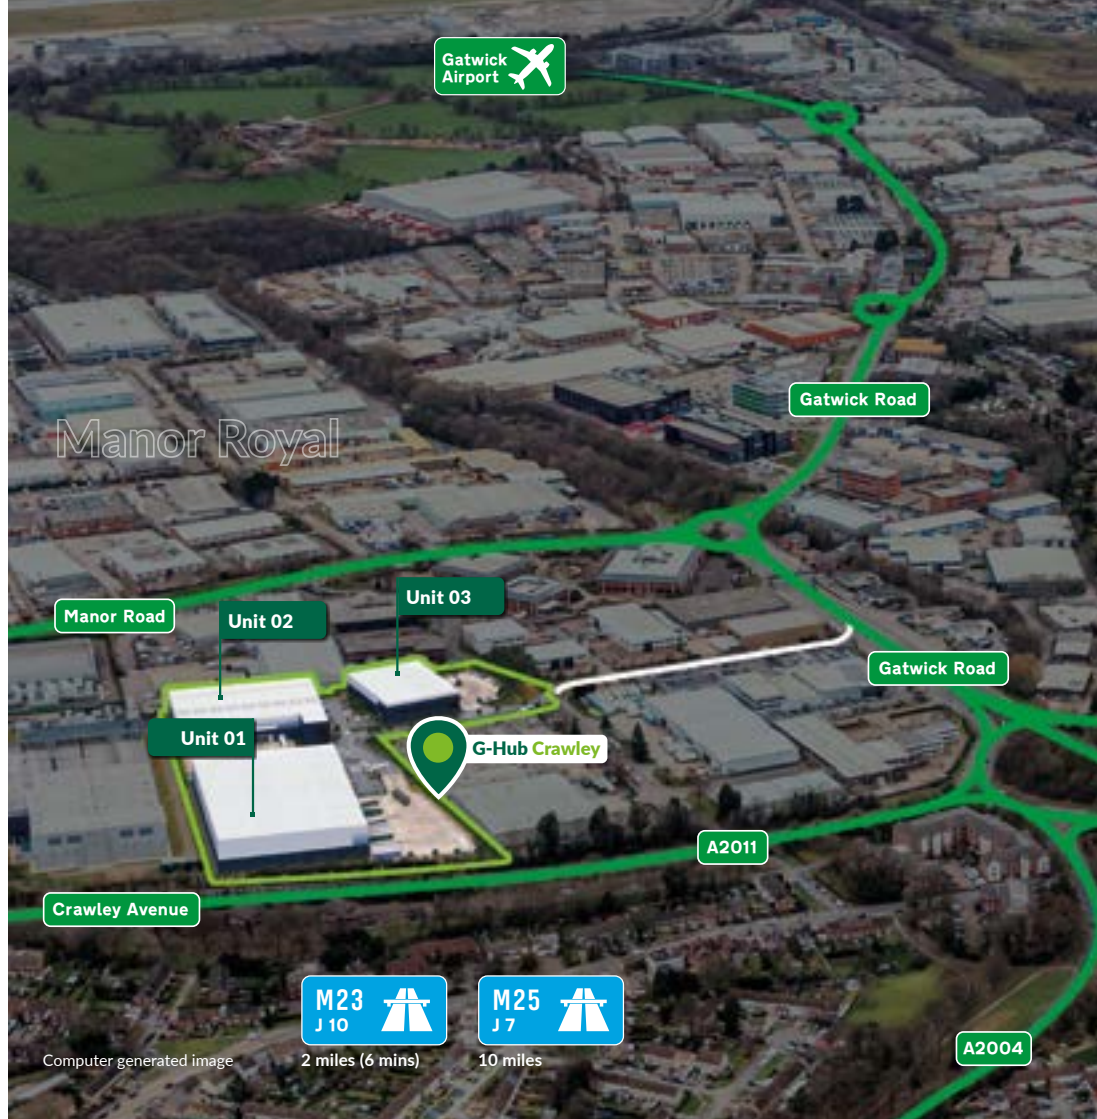 Gatwick
Airport
Gatwick Road
Manor Royal
Unit 03
Manor Road
Unit 02
Gatwick Road
Unit 01
G-Hub Crawley
A2011
Crawley Avenue
M23
J 10
2 miles (6 mins)
M25
J 7
10 miles
A2004
Computer generated image